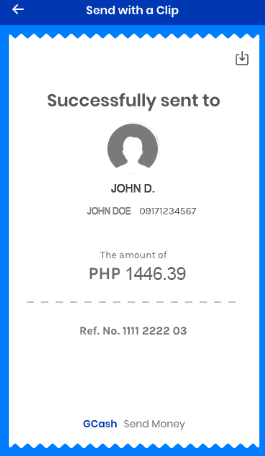 Send with a Clip
Successfully sent to
JOHN D.
JOHN DOE 09171234567
The amount of
PHP 1446.39
Ref. No. 1111 2222 03
GCash Send Money